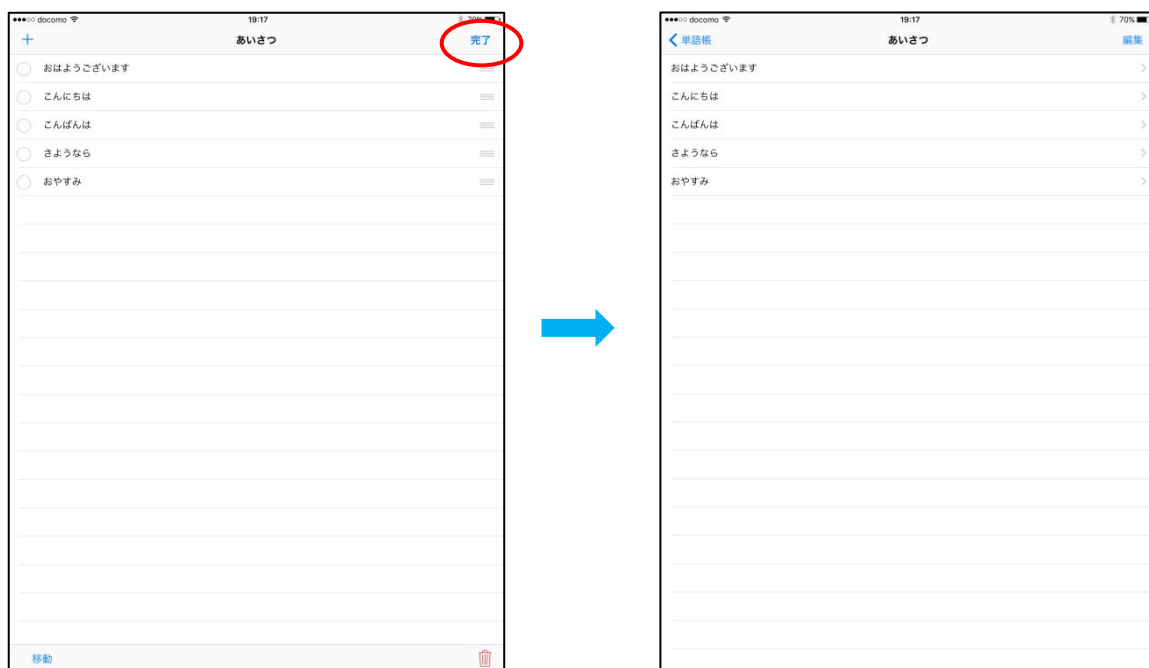 docomo 19:17 70%
+ あいさつ 完了
おはようございます
こんにちは
こんばんは
さようなら
おやすみ
移動
docomo 19:17 70%
単語帳 あいさつ 編集
おはようございます
こんにちは
こんばんは
さようなら
おやすみ